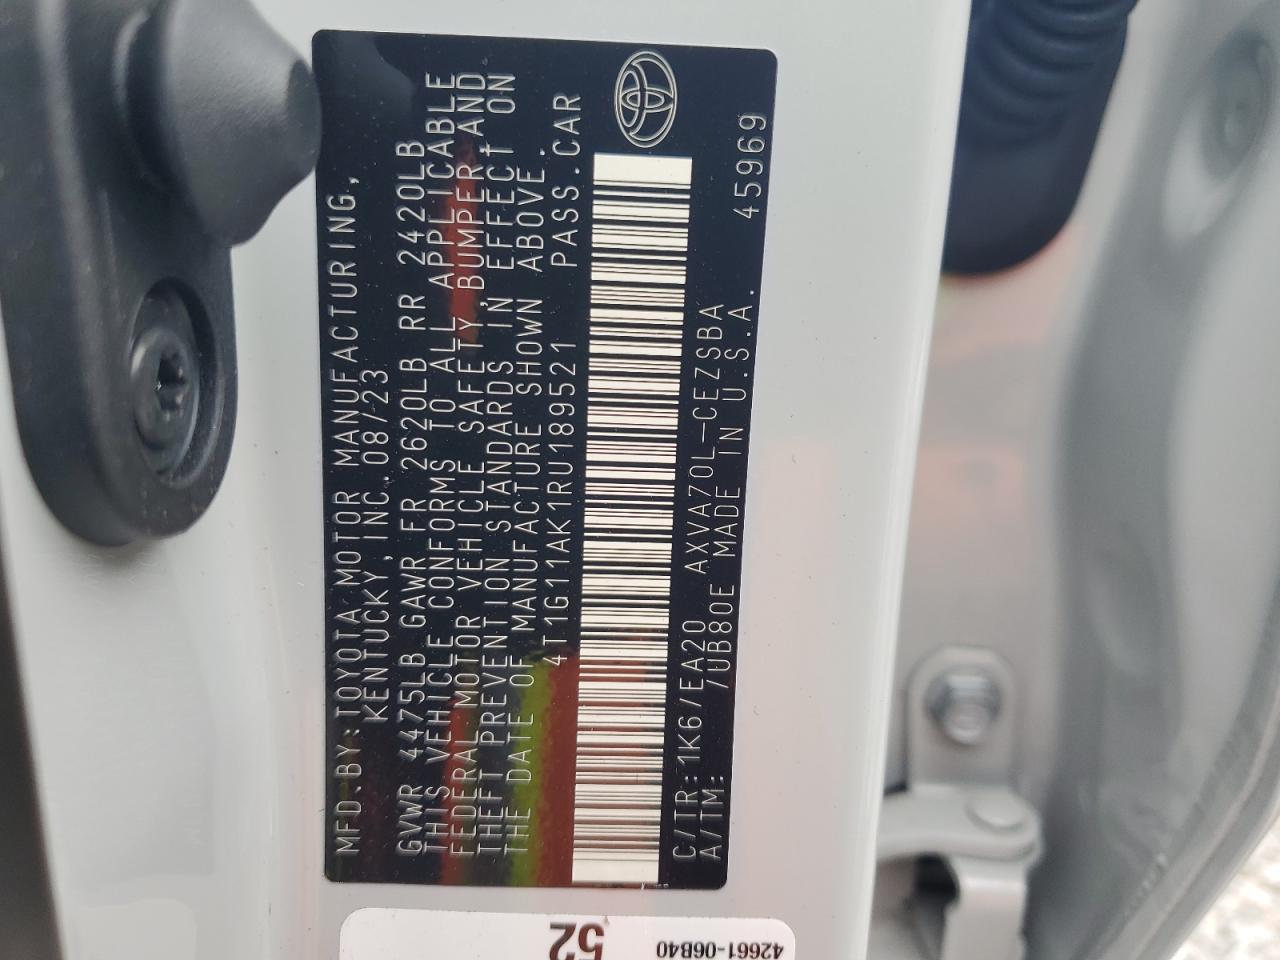 MFD.BY:TOYOTA MOTOR MANUFACTURING,
KENTUCKY, INC. 08/23
GVWR 4475LB GAWR FR 2620LB RR 2420LB
THIS VEHICLE CONFORMS TO ALL APPLICABLE
FEDERAL MOTOR VEHICLE SAFETY, BUMPER, AND
THEFT PREVENTION STANDARDS IN EFFECT ON
THE DATE OF MANUFACTURE SHOWN ABOVE.
4T1G11AK1RU189521 PASS.CAR
C/TR:1K6/EA20 AXVA70L-CEZSBA 45969
A/TM: /UB80E MADE IN U.S.A.
52
42661-06B40